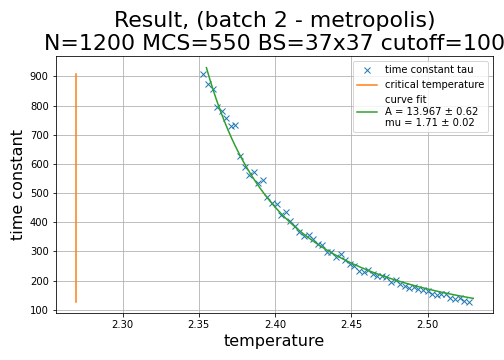 Result, (batch 2 - metropolis)
N=1200 MCS=550 BS=37x37 cutoff=100
time constant tau
critical temperature
curve fit
A = 13.967 ± 0.62
mu = 1.71 ± 0.02
time constant
900
800
700
600
500
400
300
200
100
2.30
2.35
2.40
2.45
2.50
temperature